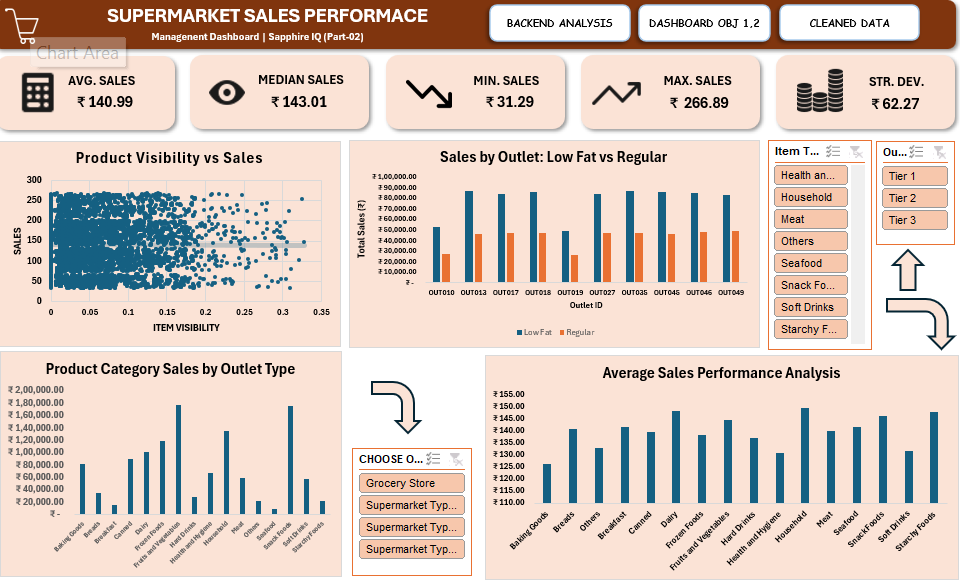 SUPERMARKET SALES PERFORMACE
Manangement Dashboard | Sapphire IQ (Part-02)
BACKEND ANALYSIS
DASHBOARD OBJ 1,2
CLEANED DATA
Chart Area
AVG. SALES
₹ 140.99
MEDIAN SALES
₹ 143.01
MIN. SALES
₹ 31.29
MAX. SALES
₹ 266.89
STR. DEV.
₹ 62.27
Product Visibility vs Sales
SALES
300
250
200
150
100
50
0
0 0.05 0.1 0.15 0.2 0.25 0.3 0.35
ITEM VISIBILITY
Sales by Outlet: Low Fat vs Regular
Total Sales (₹)
₹ 1,00,000.00
₹ 90,000.00
₹ 80,000.00
₹ 70,000.00
₹ 60,000.00
₹ 50,000.00
₹ 40,000.00
₹ 30,000.00
₹ 20,000.00
₹ 10,000.00
₹ -
OUT010 OUT013 OUT017 OUT018 OUT019 OUT027 OUT035 OUT045 OUT046 OUT049
Outlet ID
Low Fat Regular
Item T...
Health an...
Household
Meat
Others
Seafood
Snack Fo...
Soft Drinks
Starchy F...
Ou...
Tier 1
Tier 2
Tier 3
Product Category Sales by Outlet Type
₹ 2,00,000.00
₹ 1,80,000.00
₹ 1,60,000.00
₹ 1,40,000.00
₹ 1,20,000.00
₹ 1,00,000.00
₹ 80,000.00
₹ 60,000.00
₹ 40,000.00
₹ 20,000.00
₹ -
Baking Goods
Breads
Breakfast
Canned
Dairy
Frozen Foods
Fruits and Vegetables
Hard Drinks
Health and Hygiene
Household
Meat
Others
Seafood
Snack Foods
Soft Drinks
Starchy Foods
CHOOSE O...
Grocery Store
Supermarket Typ...
Supermarket Typ...
Supermarket Typ...
Average Sales Performance Analysis
₹ 155.00
₹ 150.00
₹ 145.00
₹ 140.00
₹ 135.00
₹ 130.00
₹ 125.00
₹ 120.00
₹ 115.00
₹ 110.00
Baking Goods
Breads
Others
Breakfast
Canned
Dairy
Frozen Foods
Fruits and Vegetables
Hard Drinks
Health and Hygiene
Household
Meat
Seafood
Snack Foods
Soft Drinks
Starchy Foods